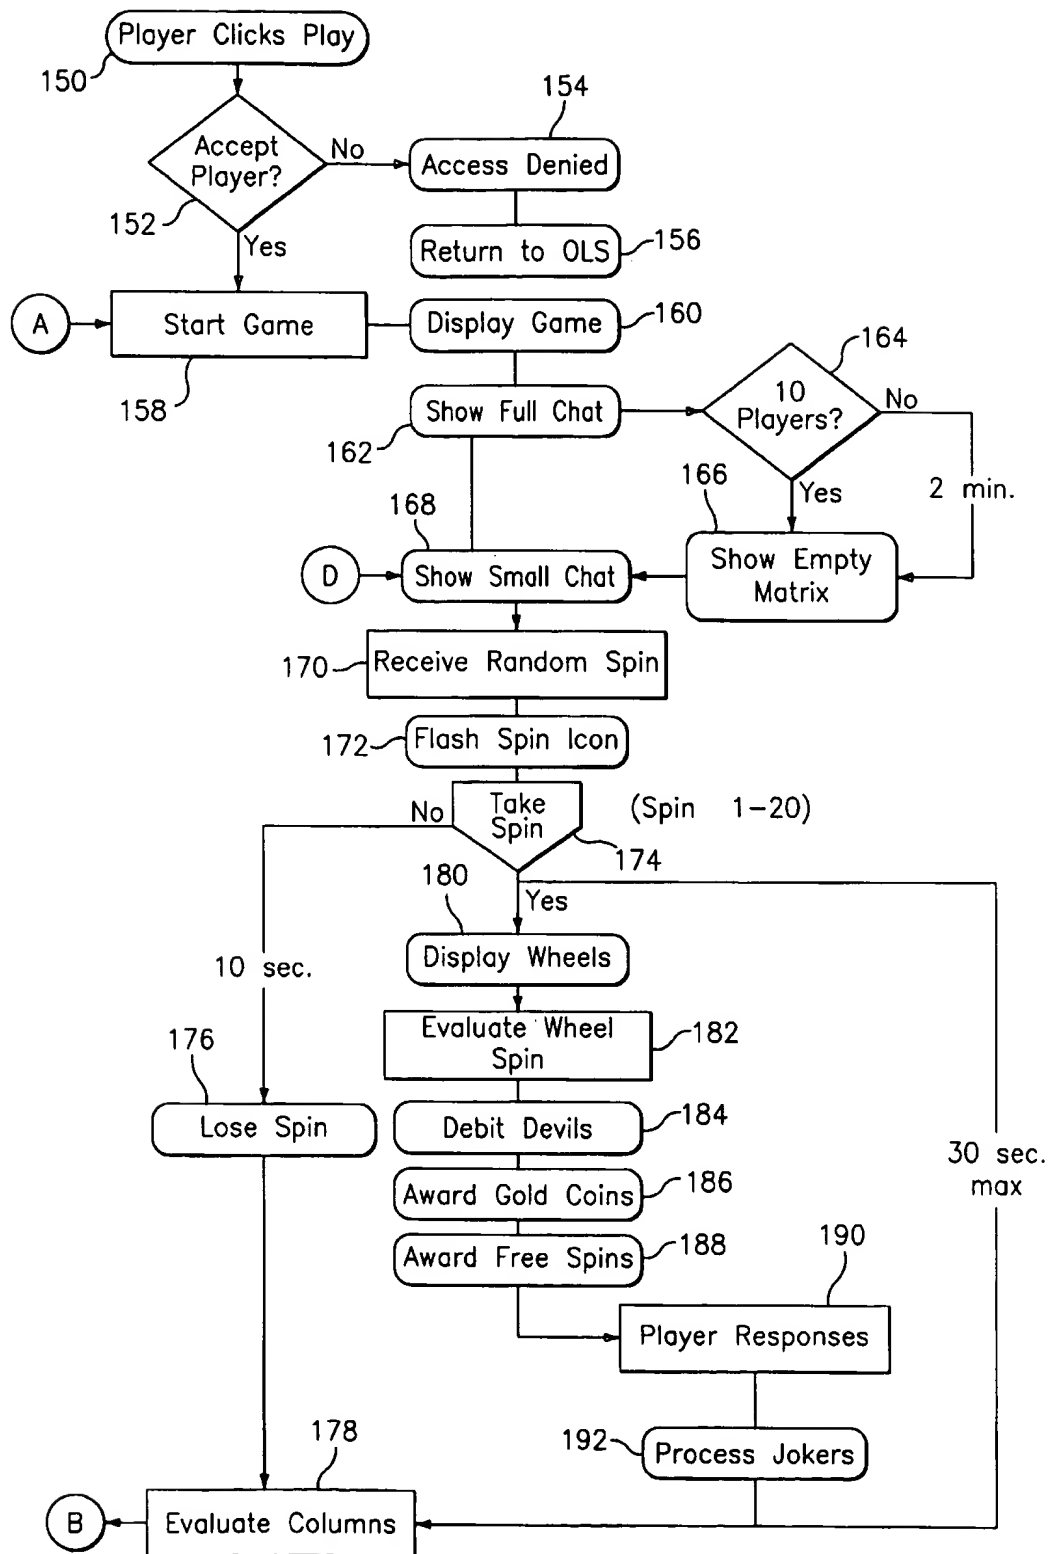 Player Clicks Play
150
154
Accept
Player?
No
Access Denied
152
Yes
Return to OLS
156
A
Start Game
Display Game
160
158
164
10
Players?
No
Show Full Chat
162
166
Yes
2 min.
168
Show Empty
Matrix
D
Show Small Chat
170
Receive Random Spin
172
Flash Spin Icon
No
Take
Spin
(Spin 1-20)
174
180
Yes
Display Wheels
10 sec.
Evaluate Wheel
Spin
182
176
Lose Spin
Debit Devils
184
30 sec.
max
Award Gold Coins
186
Award Free Spins
188
190
Player Responses
178
192
Process Jokers
B
Evaluate Columns